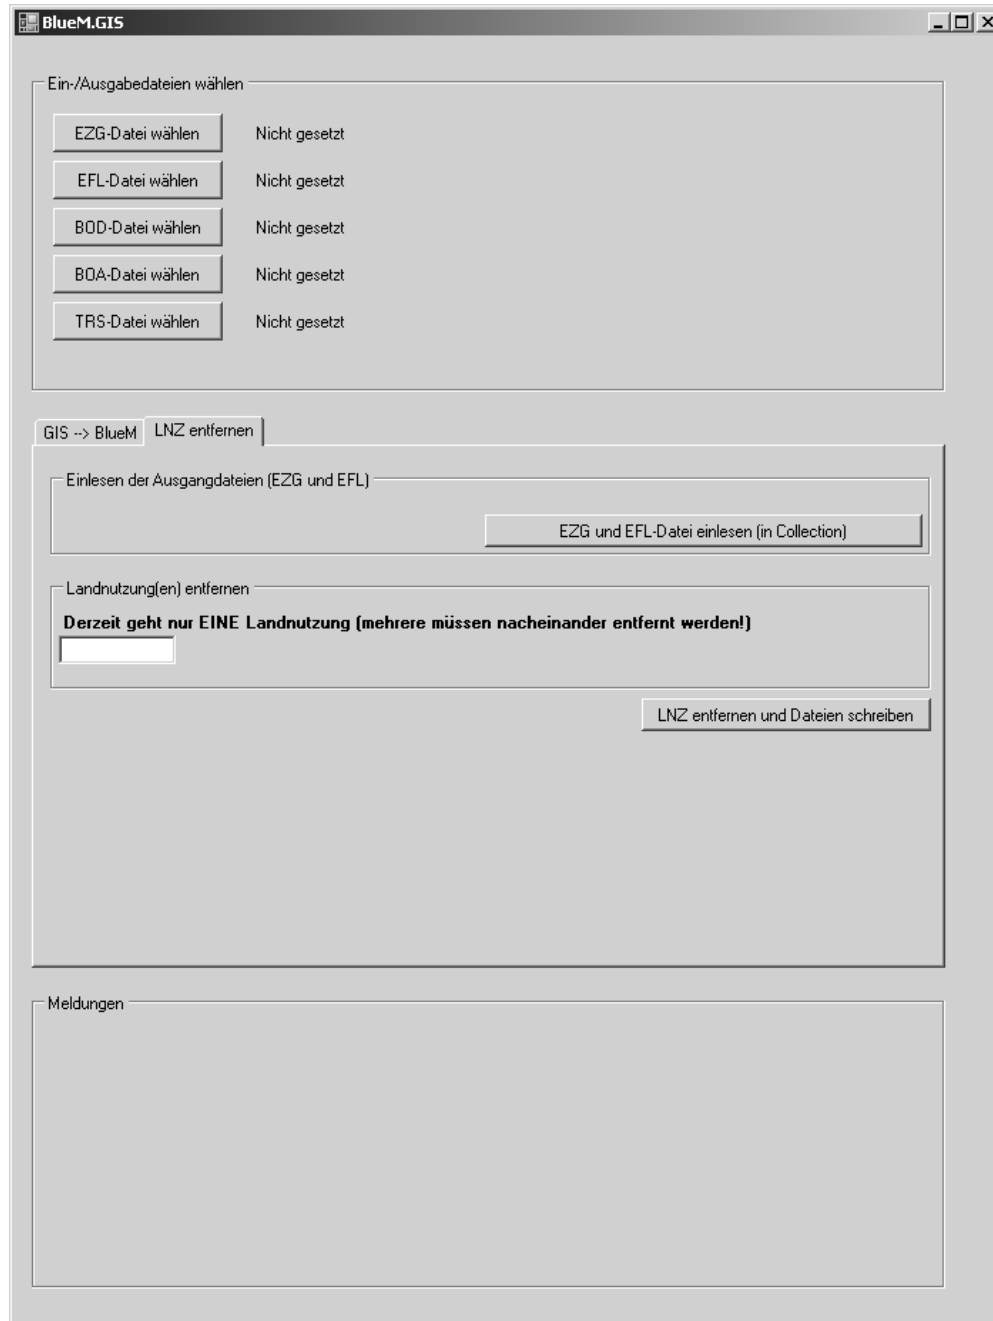 BlueM.GIS
Ein-/Ausgabedateien wählen
EZG-Datei wählen Nicht gesetzt
EFL-Datei wählen Nicht gesetzt
BOD-Datei wählen Nicht gesetzt
BOA-Datei wählen Nicht gesetzt
TRS-Datei wählen Nicht gesetzt
GIS --> BlueM LNZ entfernen
Einlesen der Ausgangdateien (EZG und EFL)
EZG und EFL-Datei einlesen (in Collection)
Landnutzung(en) entfernen
Derzeit geht nur EINE Landnutzung (mehrere müssen nacheinander entfernt werden!)
LNZ entfernen und Dateien schreiben
Meldungen